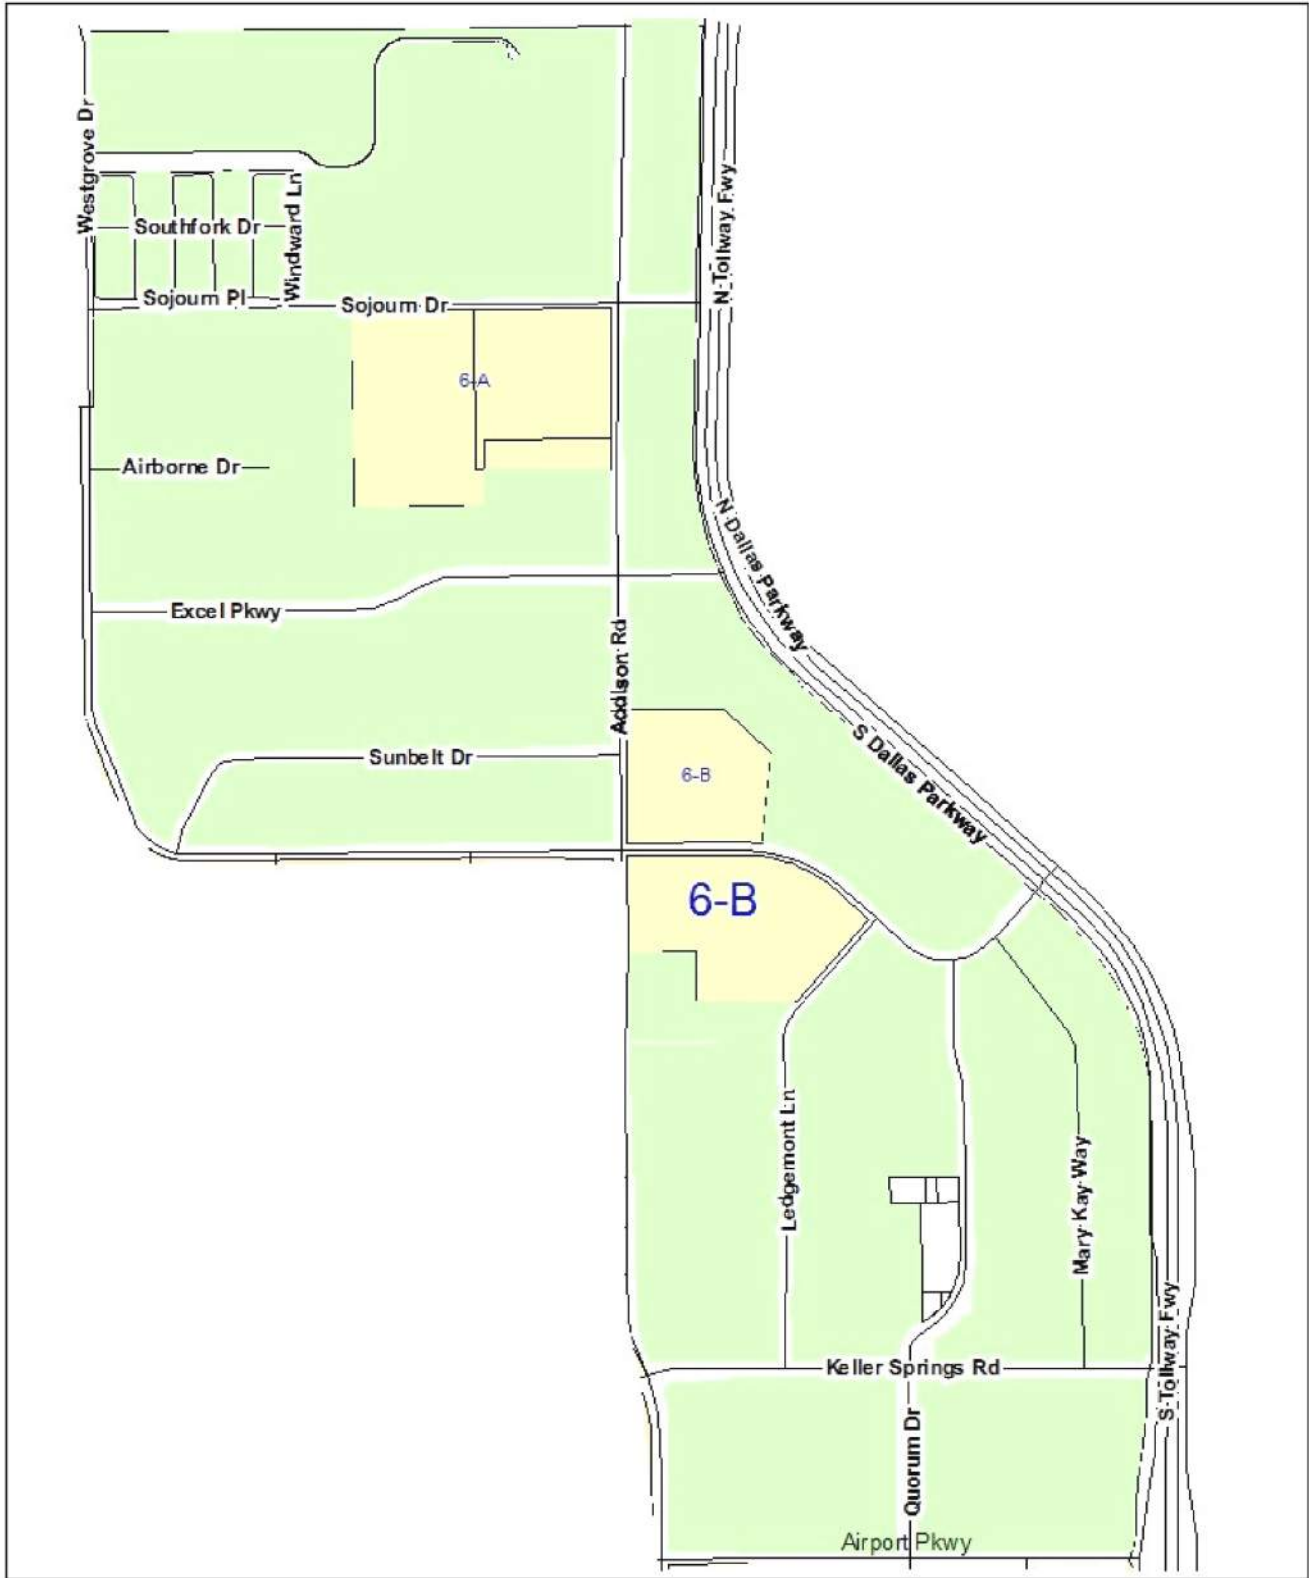 Westgrove Dr
N Tollway Fwy
Windward Ln
Southfork Dr
Sojourn Pl
Sojourn Dr
6-A
Airborne Dr
N Dallas Parkway
Excel Pkwy
Addison Rd
S Dallas Parkway
Sunbelt Dr
6-B
6-B
Ledgemont Ln
Mary Kay Way
S Tollway Fwy
Keller Springs Rd
Quorum Dr
Airport Pkwy